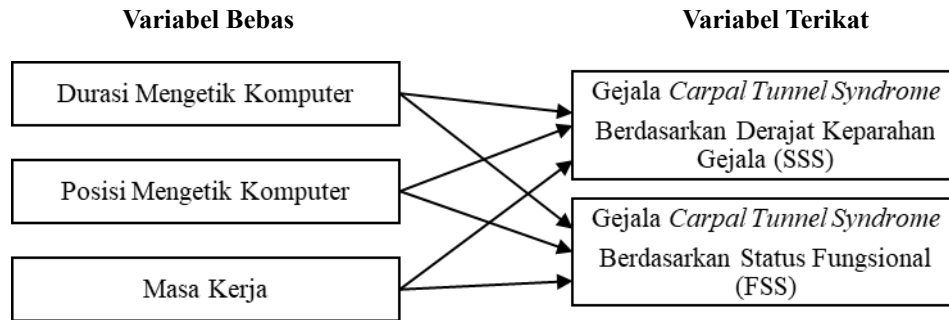 Variabel Bebas
Variabel Terikat
Durasi Mengetik Komputer
Posisi Mengetik Komputer
Masa Kerja
Gejala Carpal Tunnel Syndrome
Berdasarkan Derajat Keparahan
Gejala (SSS)
Gejala Carpal Tunnel Syndrome
Berdasarkan Status Fungsional
(FSS)